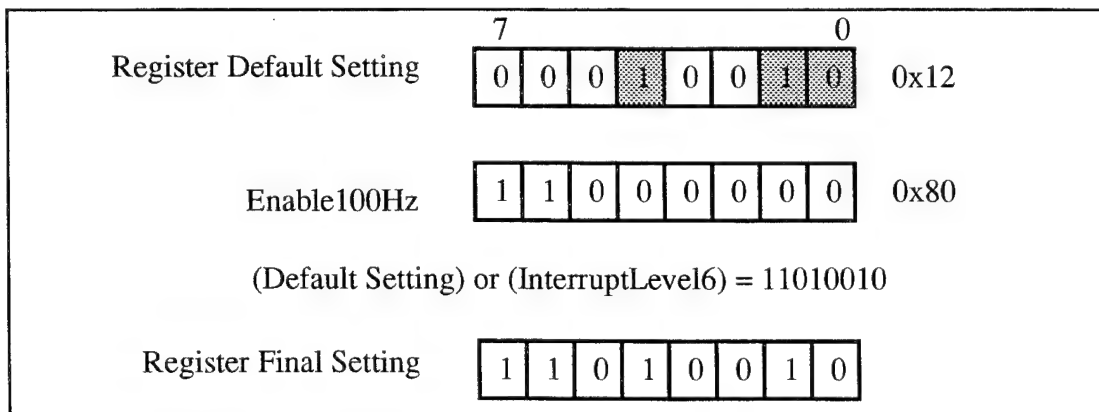 7 0
Register Default Setting 0 0 0 1 0 0 1 0 0x12
Enable100Hz 1 1 0 0 0 0 0 0 0x80
(Default Setting) or (InterruptLevel6) = 11010010
Register Final Setting 1 1 0 1 0 0 1 0